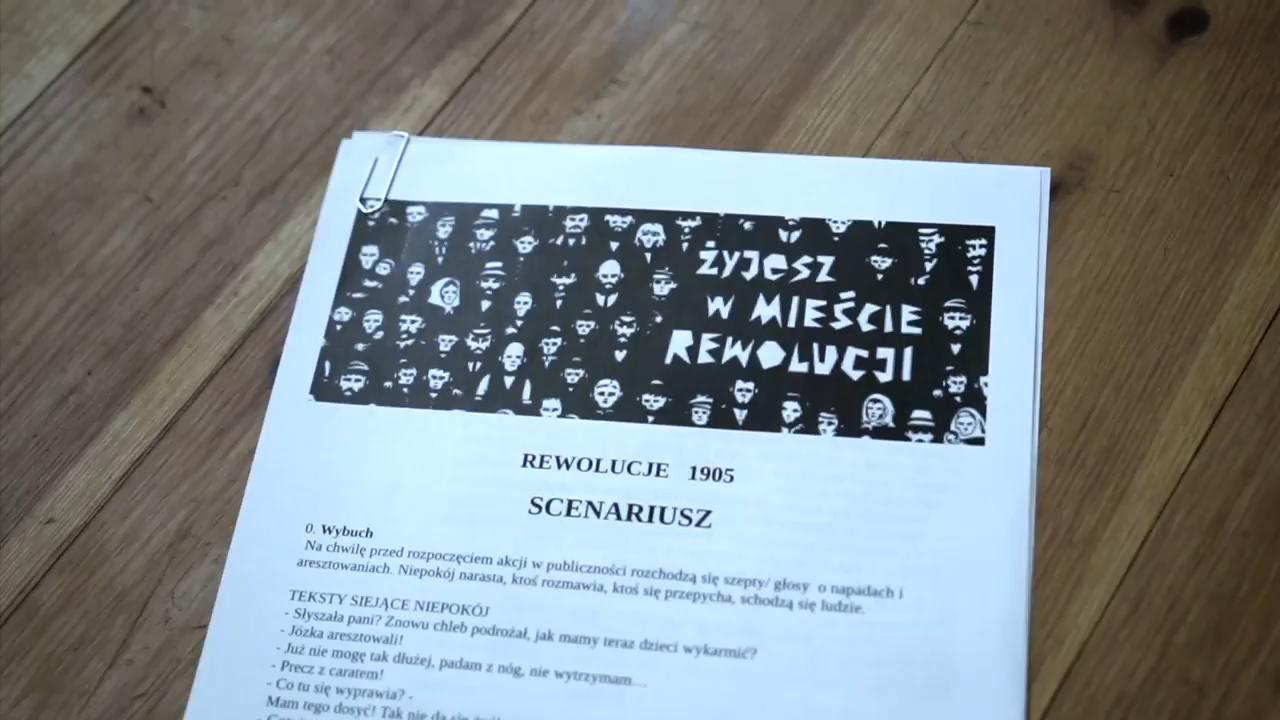 ŻYJESZ
W MIEŚCIE
REWOLUCJI
REWOLUCJE 1905
SCENARIUSZ
0. Wybuch
Na chwilę przed rozpoczęciem akcji w publiczności rozchodzą się szepty/ głosy o napadach i
aresztowaniach. Niepokój narasta, ktoś rozmawia, ktoś się przepycha, schodzą się ludzie.
TEKSTY SIEJĄCE NIEPOKÓJ
- Słyszała pani? Znowu chleb podrożał, jak mamy teraz dzieci wykarmić?
- Józka aresztowali!
- Już nie mogę tak dłużej, padam z nóg, nie wytrzymam...
- Precz z caratem!
- Co tu się wyprawia? -
Mam tego dosyć! Tak nie da się